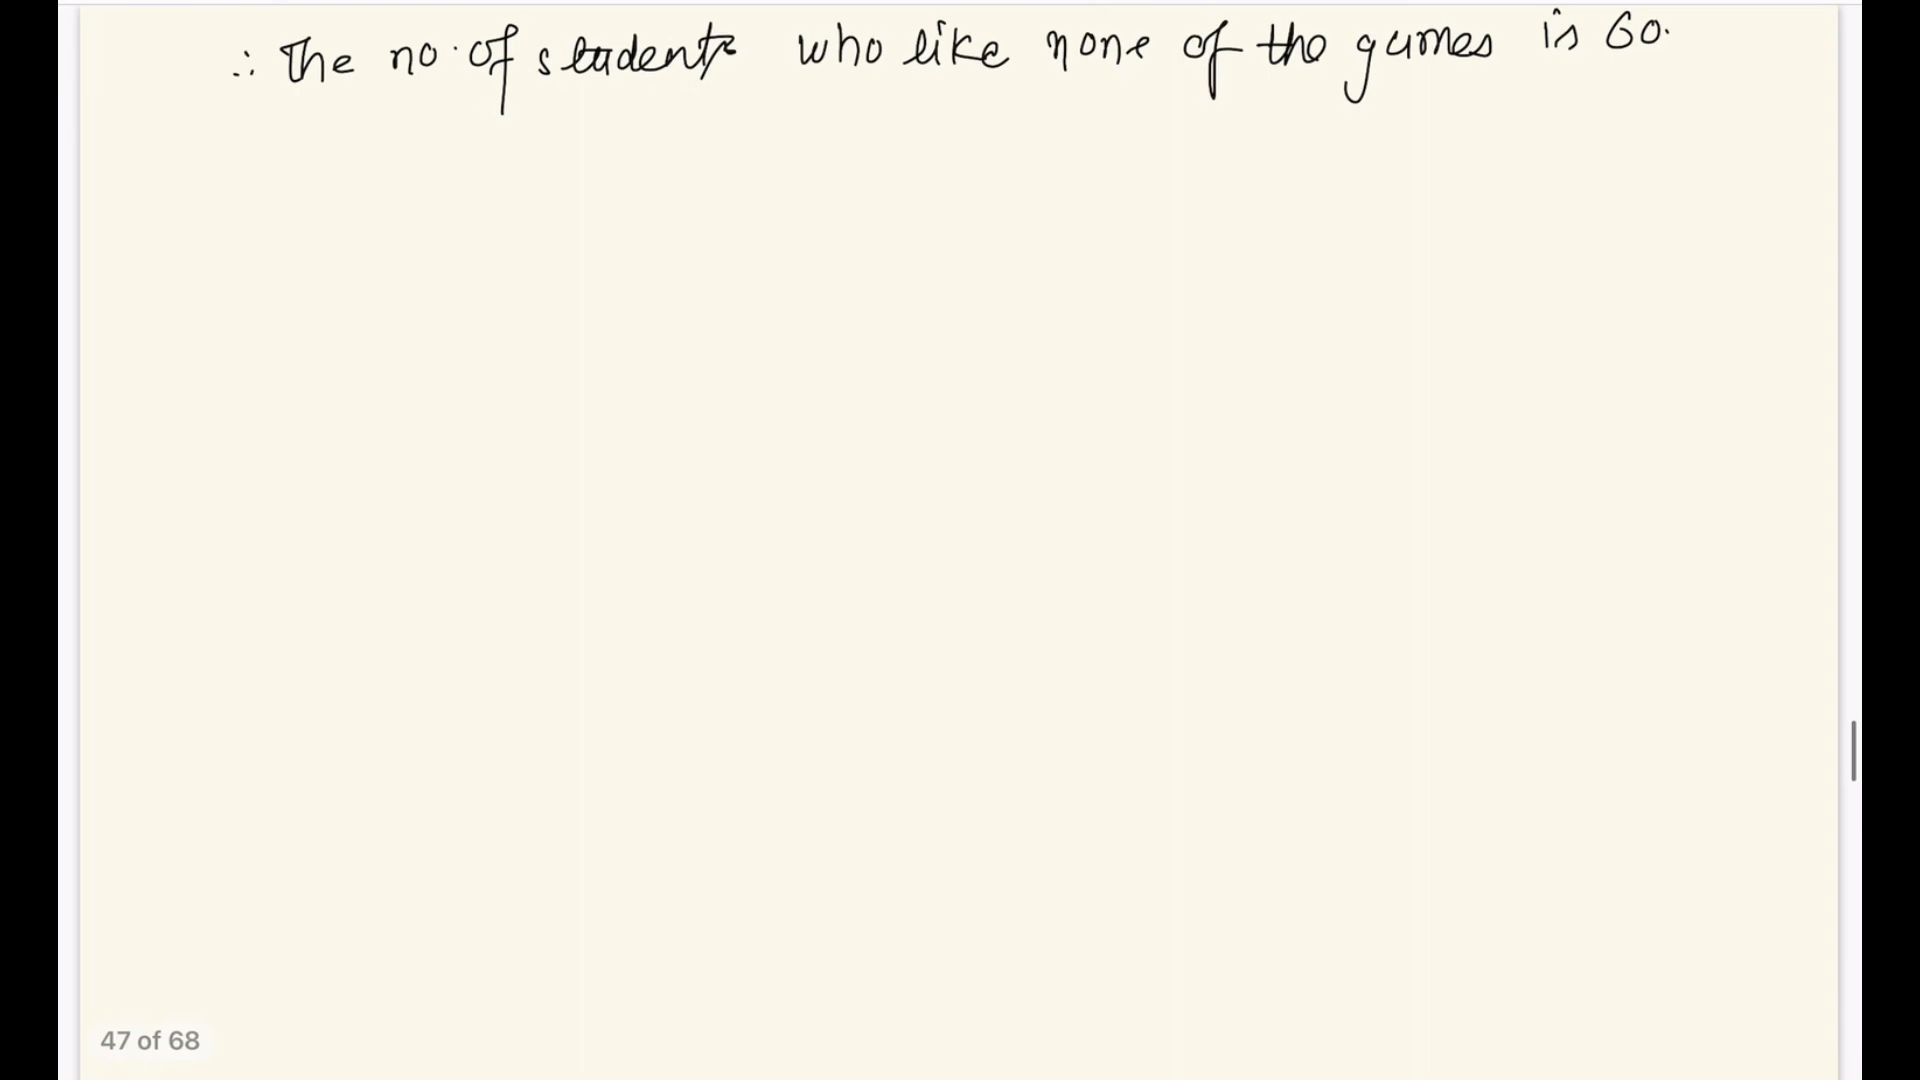 ∴ The no. of students who like none of the games is 60.
47 of 68